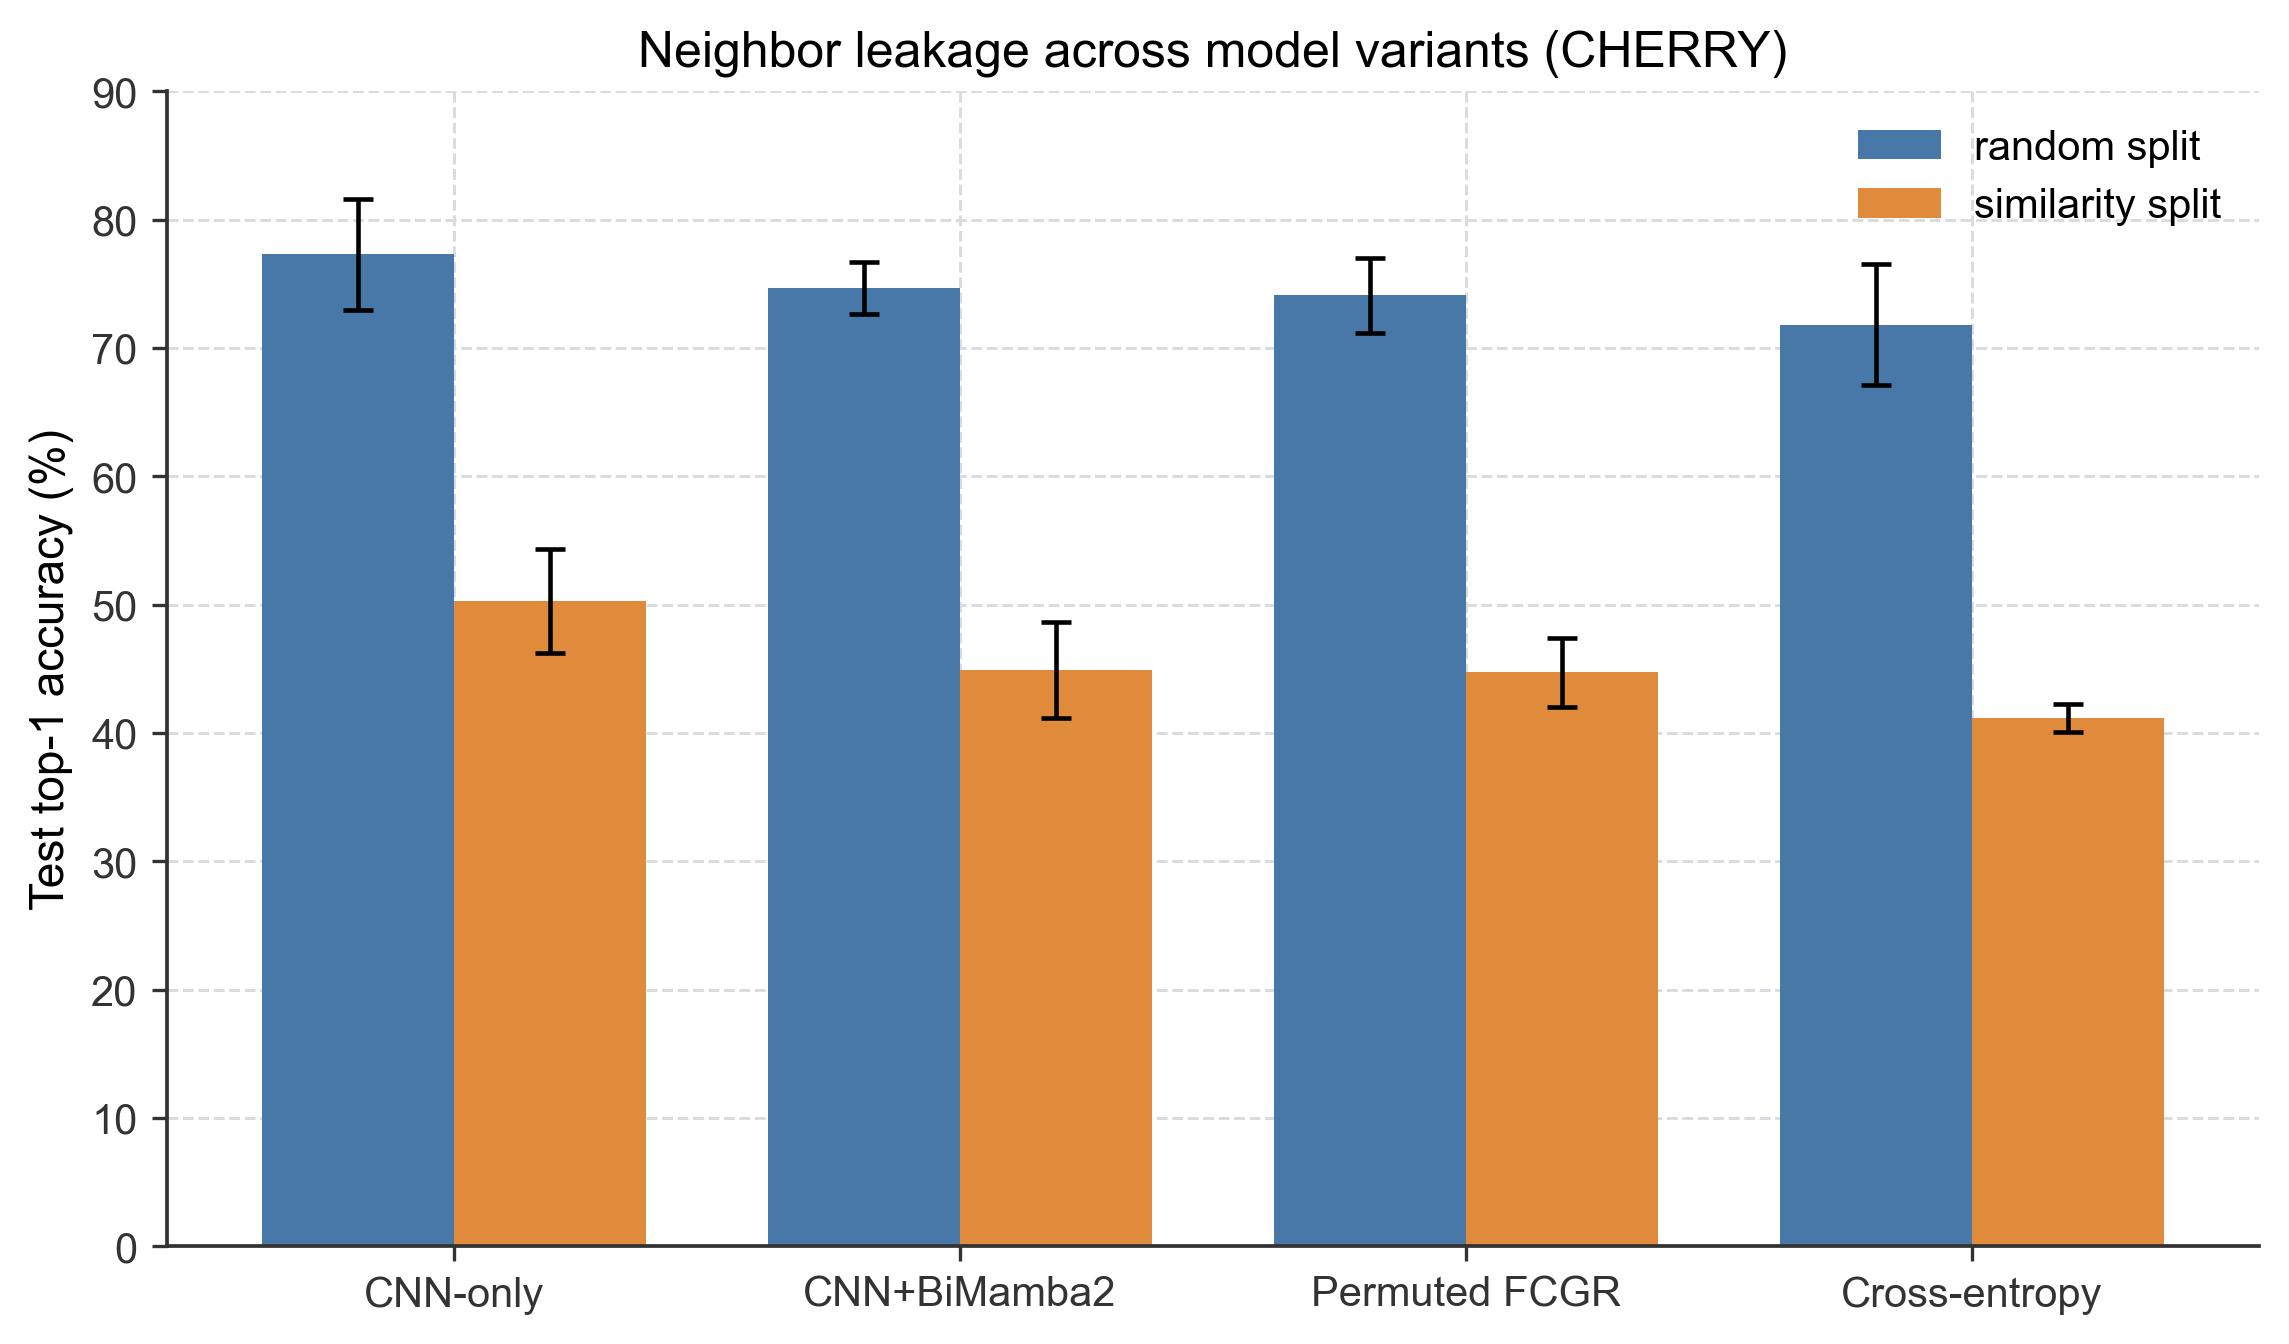 Neighbor leakage across model variants (CHERRY)
Test top-1 accuracy (%)
90
80
70
60
50
40
30
20
10
0
random split
similarity split
CNN-only
CNN+BiMamba2
Permuted FCGR
Cross-entropy